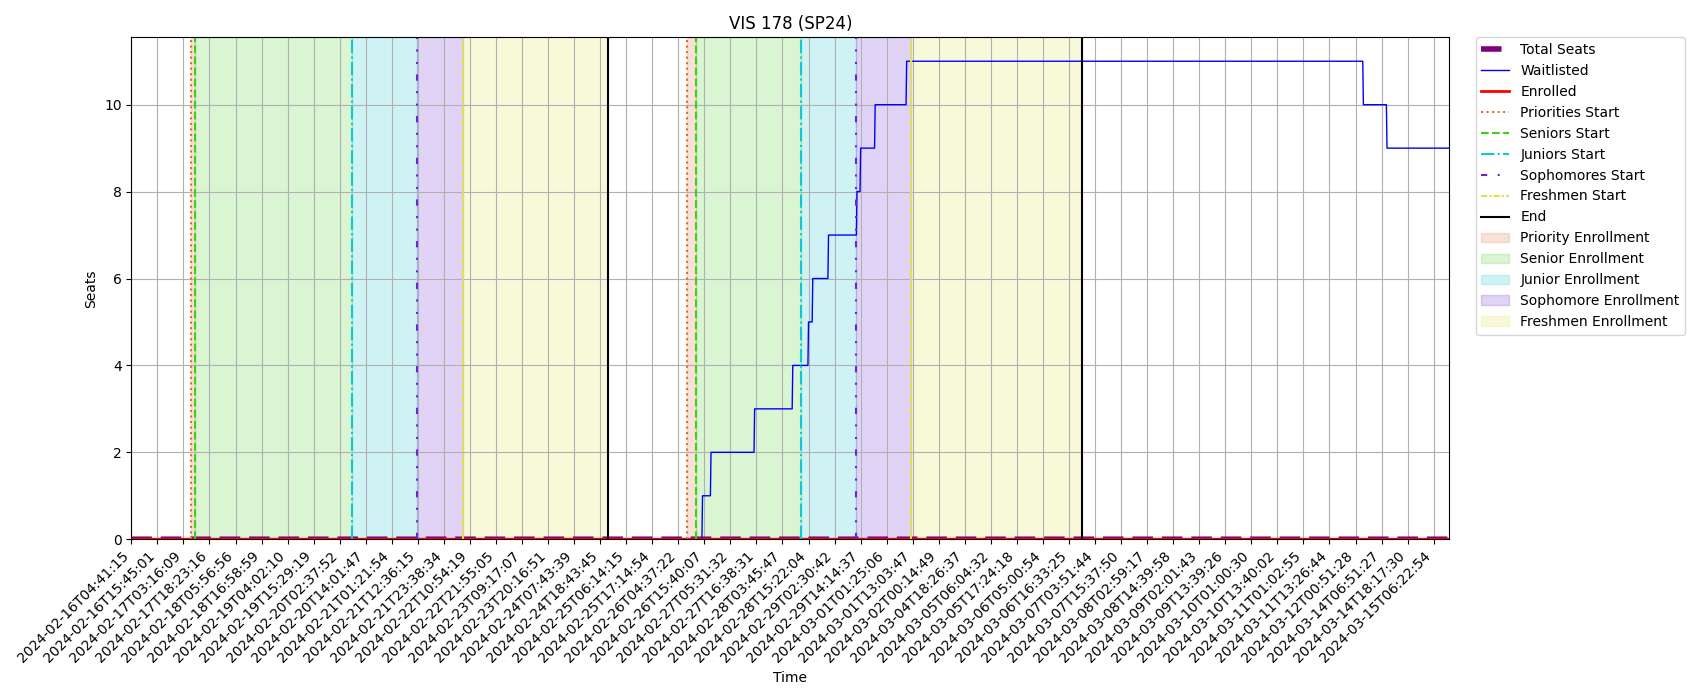 VIS 178 (SP24)
Seats
10
8
6
4
2
0
2024-02-16T04:41:15
2024-02-16T15:45:01
2024-02-17T03:16:09
2024-02-17T18:23:16
2024-02-18T05:56:56
2024-02-18T16:58:59
2024-02-19T04:02:10
2024-02-19T15:29:19
2024-02-20T02:37:52
2024-02-20T14:01:47
2024-02-21T01:21:54
2024-02-21T12:36:15
2024-02-21T23:38:34
2024-02-22T10:54:19
2024-02-22T21:55:05
2024-02-23T09:17:07
2024-02-23T20:16:51
2024-02-24T07:43:39
2024-02-24T18:43:45
2024-02-25T06:14:15
2024-02-25T17:14:54
2024-02-26T04:37:22
2024-02-26T15:40:07
2024-02-27T05:31:32
2024-02-27T16:38:31
2024-02-28T03:45:47
2024-02-28T15:22:04
2024-02-29T02:30:42
2024-02-29T14:14:37
2024-03-01T01:25:06
2024-03-01T13:03:47
2024-03-02T00:14:49
2024-03-04T18:26:37
2024-03-05T06:04:32
2024-03-05T17:24:18
2024-03-06T05:00:54
2024-03-06T16:33:25
2024-03-07T03:51:44
2024-03-07T15:37:50
2024-03-08T02:59:17
2024-03-08T14:39:58
2024-03-09T02:01:43
2024-03-09T13:39:26
2024-03-10T01:00:30
2024-03-10T13:40:02
2024-03-11T01:02:55
2024-03-11T13:26:44
2024-03-12T00:51:28
2024-03-14T06:51:27
2024-03-14T18:17:30
2024-03-15T06:22:54
Time
Total Seats
Waitlisted
Enrolled
Priorities Start
Seniors Start
Juniors Start
Sophomores Start
Freshmen Start
End
Priority Enrollment
Senior Enrollment
Junior Enrollment
Sophomore Enrollment
Freshmen Enrollment